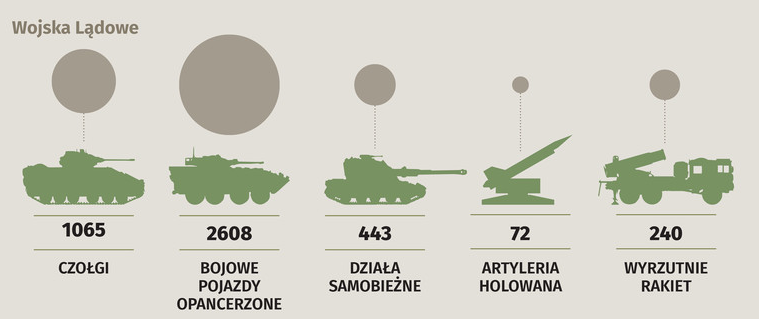 Wojska Lądowe
1065
CZOŁGI
2608
BOJOWE
POJAZDY
OPANCERZONE
443
DZIAŁA
SAMOBIEŻNE
72
ARTYLERIA
HOLOWANA
240
WYRZUTNIE
RAKIET